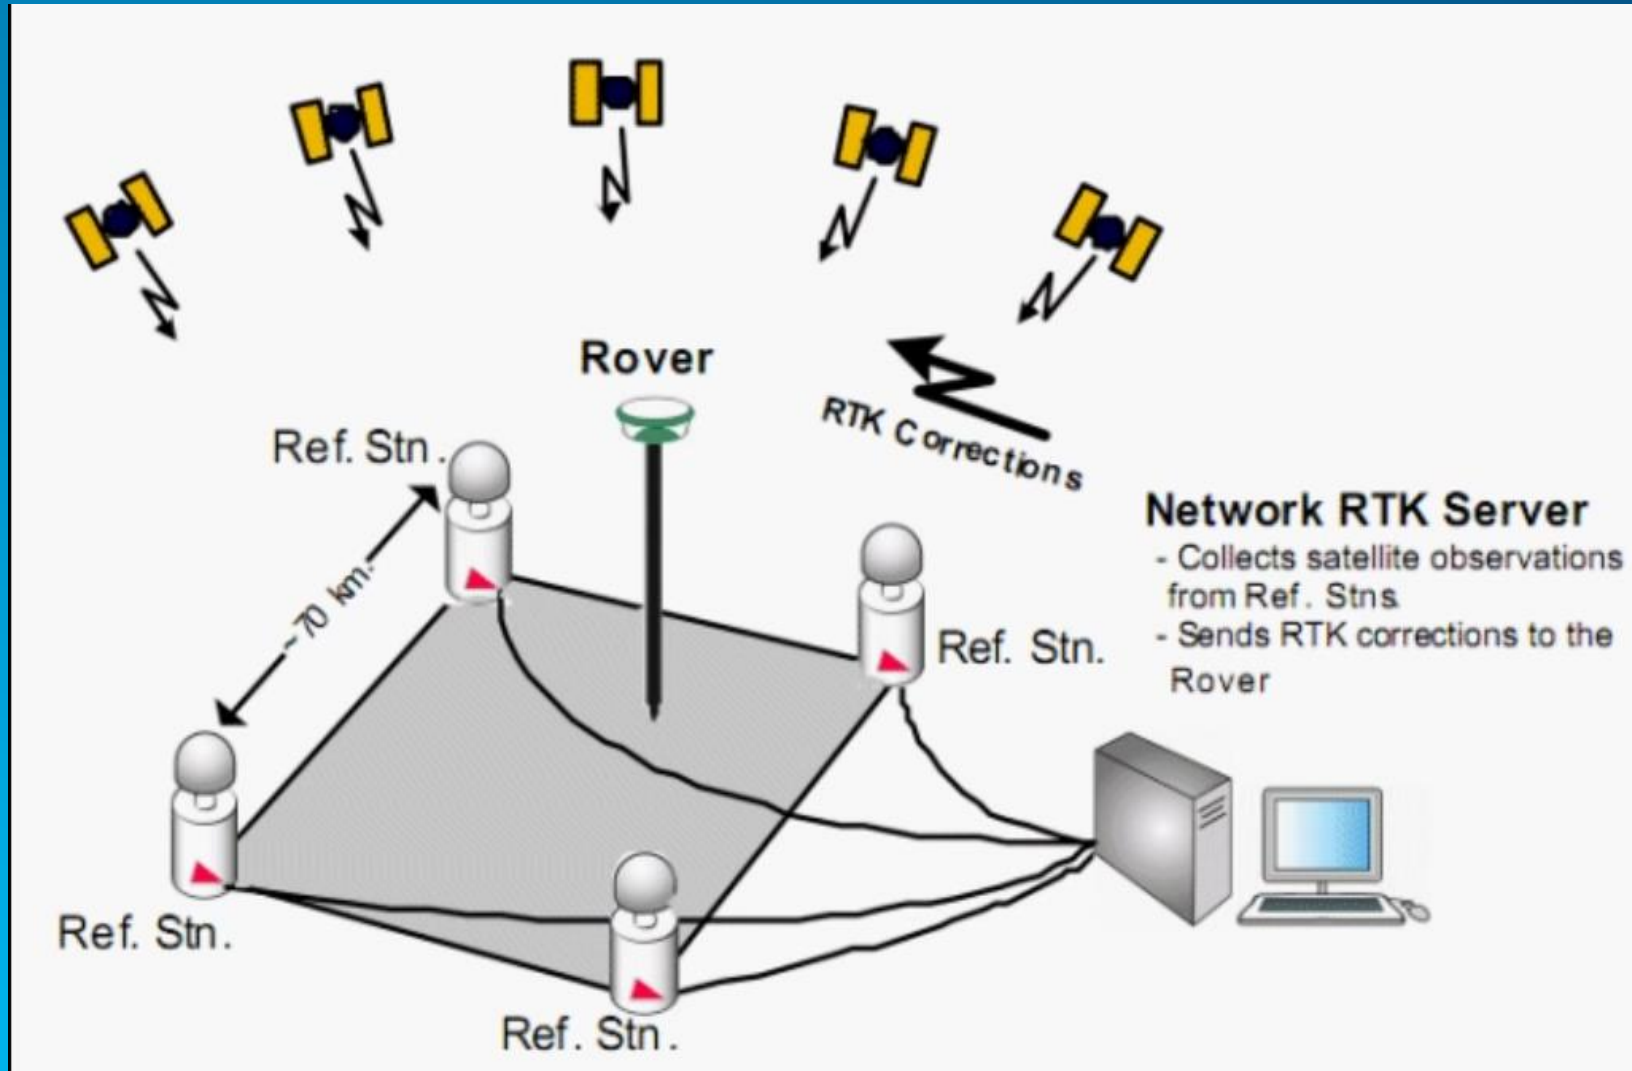 Rover
RTK Corrections
Ref. Stn.
~70 km.
Network RTK Server
- Collects satellite observations
from Ref. Stns
- Sends RTK corrections to the
Rover
Ref. Stn.
Ref. Stn.
Ref. Stn.